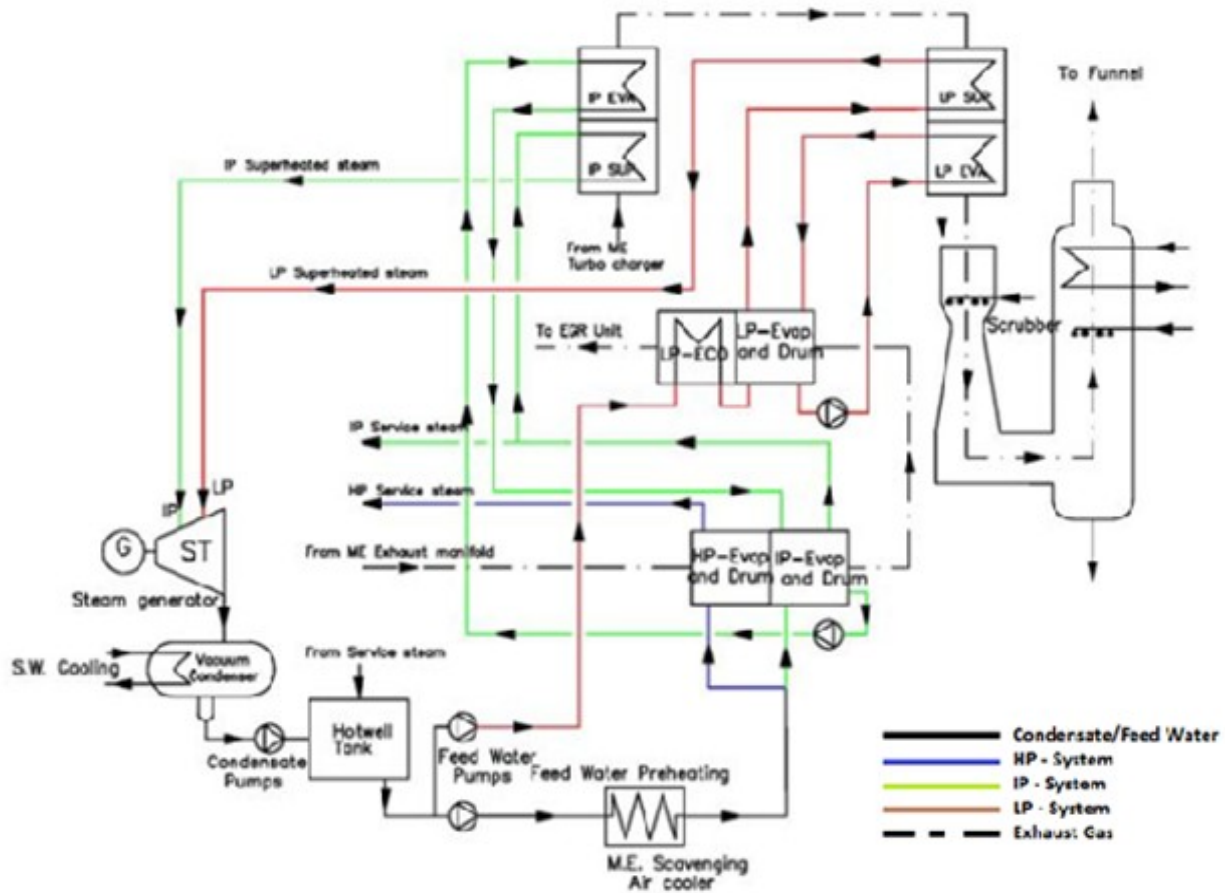 To Funnel
IP EVA
LP SUP
IP Superheated steam
IP SUP
LP EVA
From ME
Turbo charger
LP Superheated steam
To EGR Unit
LP-ECO
LP-Evap
and Drum
Scrubber
IP Service steam
HP Service steam
LP
IP
G
ST
From ME Exhaust manifold
HP-Evap
and Drum
IP-Evap
and Drum
Steam generator
S.W. Cooling
Vacuum
Condenser
From Service steam
Hotwell
Tank
Condensate
Pumps
Feed Water
Pumps
Feed Water Preheating
M.E. Scavenging
Air cooler
Condensate/Feed Water
HP - System
IP - System
LP - System
Exhaust Gas